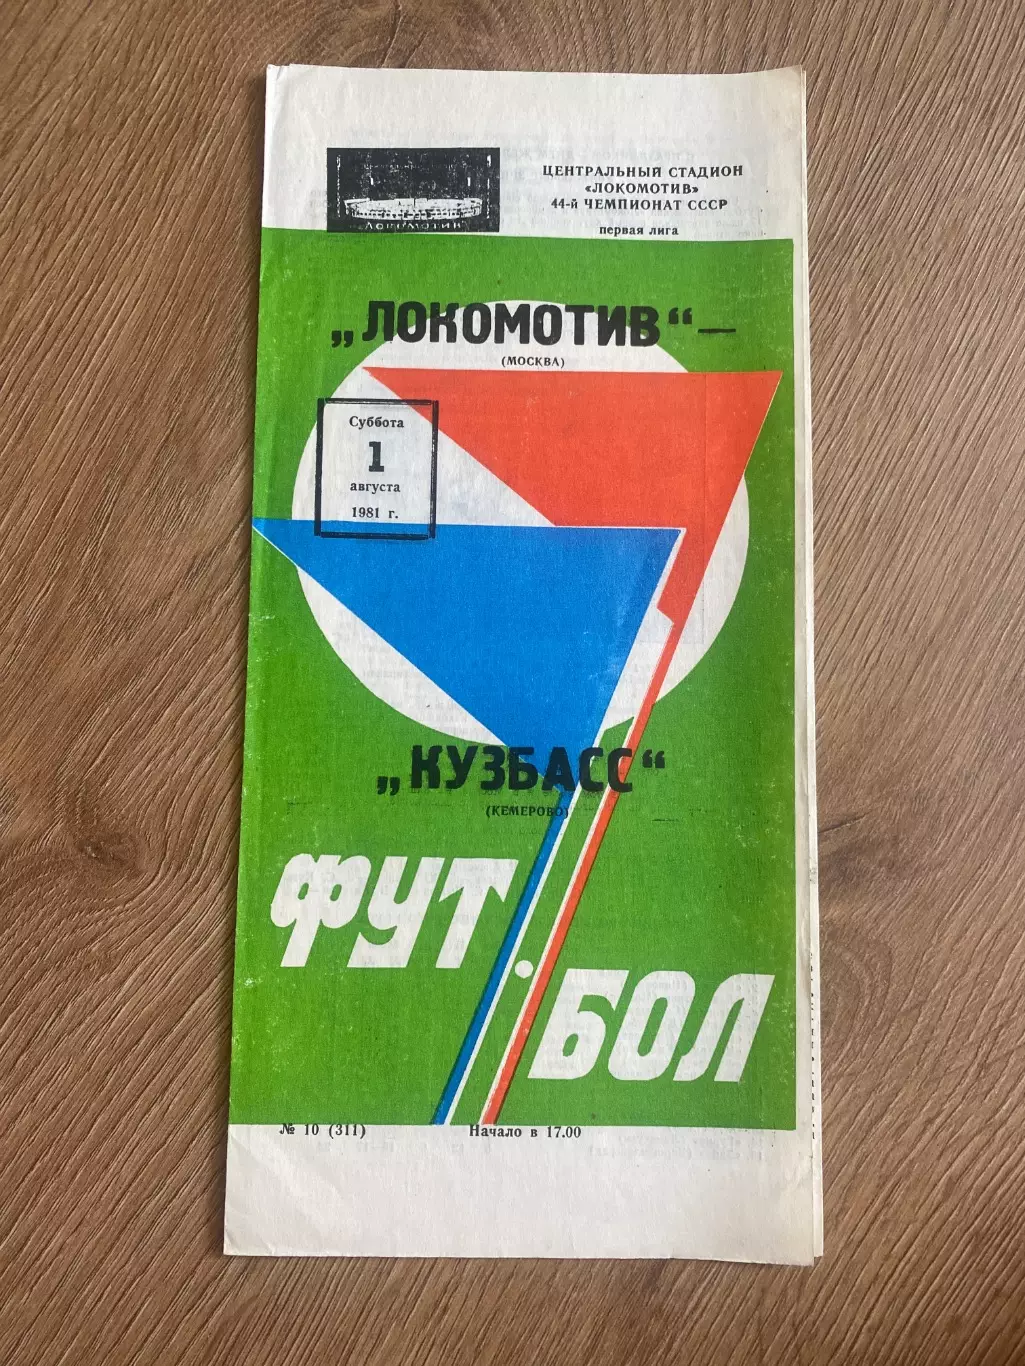 ЛОКОМОТИВ
ЦЕНТРАЛЬНЫЙ СТАДИОН
«ЛОКОМОТИВ»
44-й ЧЕМПИОНАТ СССР
первая лига
„ЛОКОМОТИВ“ —
(МОСКВА)
Суббота
1
августа
1981 г.
„КУЗБАСС“
(КЕМЕРОВО)
ФУТ
БОЛ
№ 10 (311)
Начало в 17.00